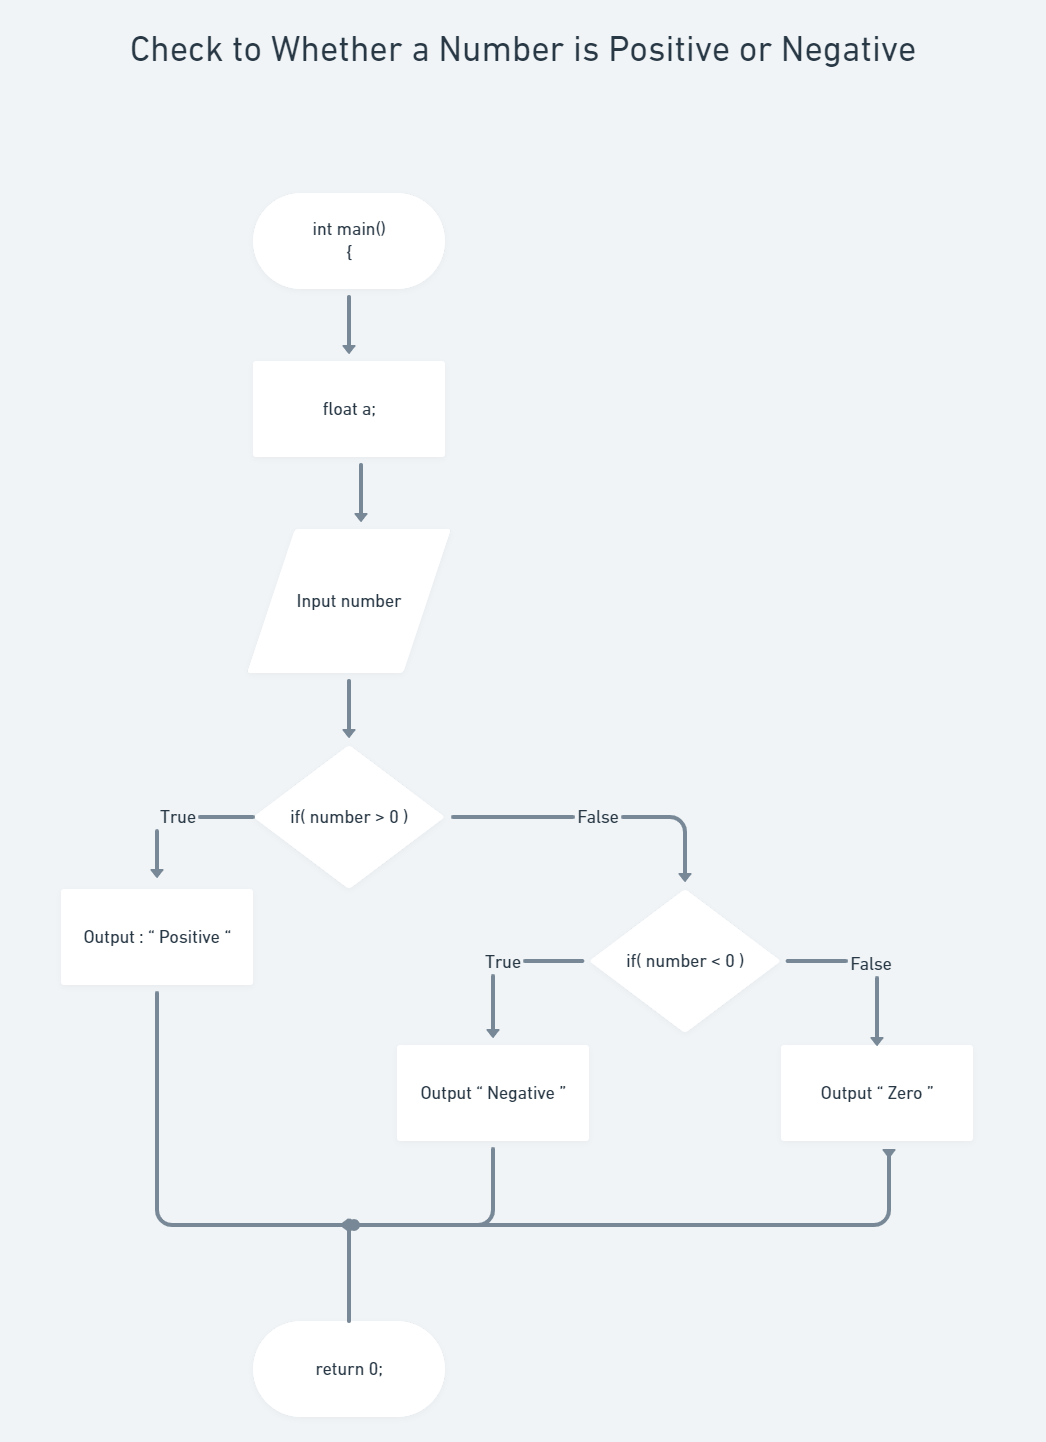 Check to Whether a Number is Positive or Negative
int main()
{
float a;
Input number
if( number > 0 )
True
False
Output : “ Positive “
if( number < 0 )
True
False
Output “ Negative ”
Output “ Zero ”
return 0;